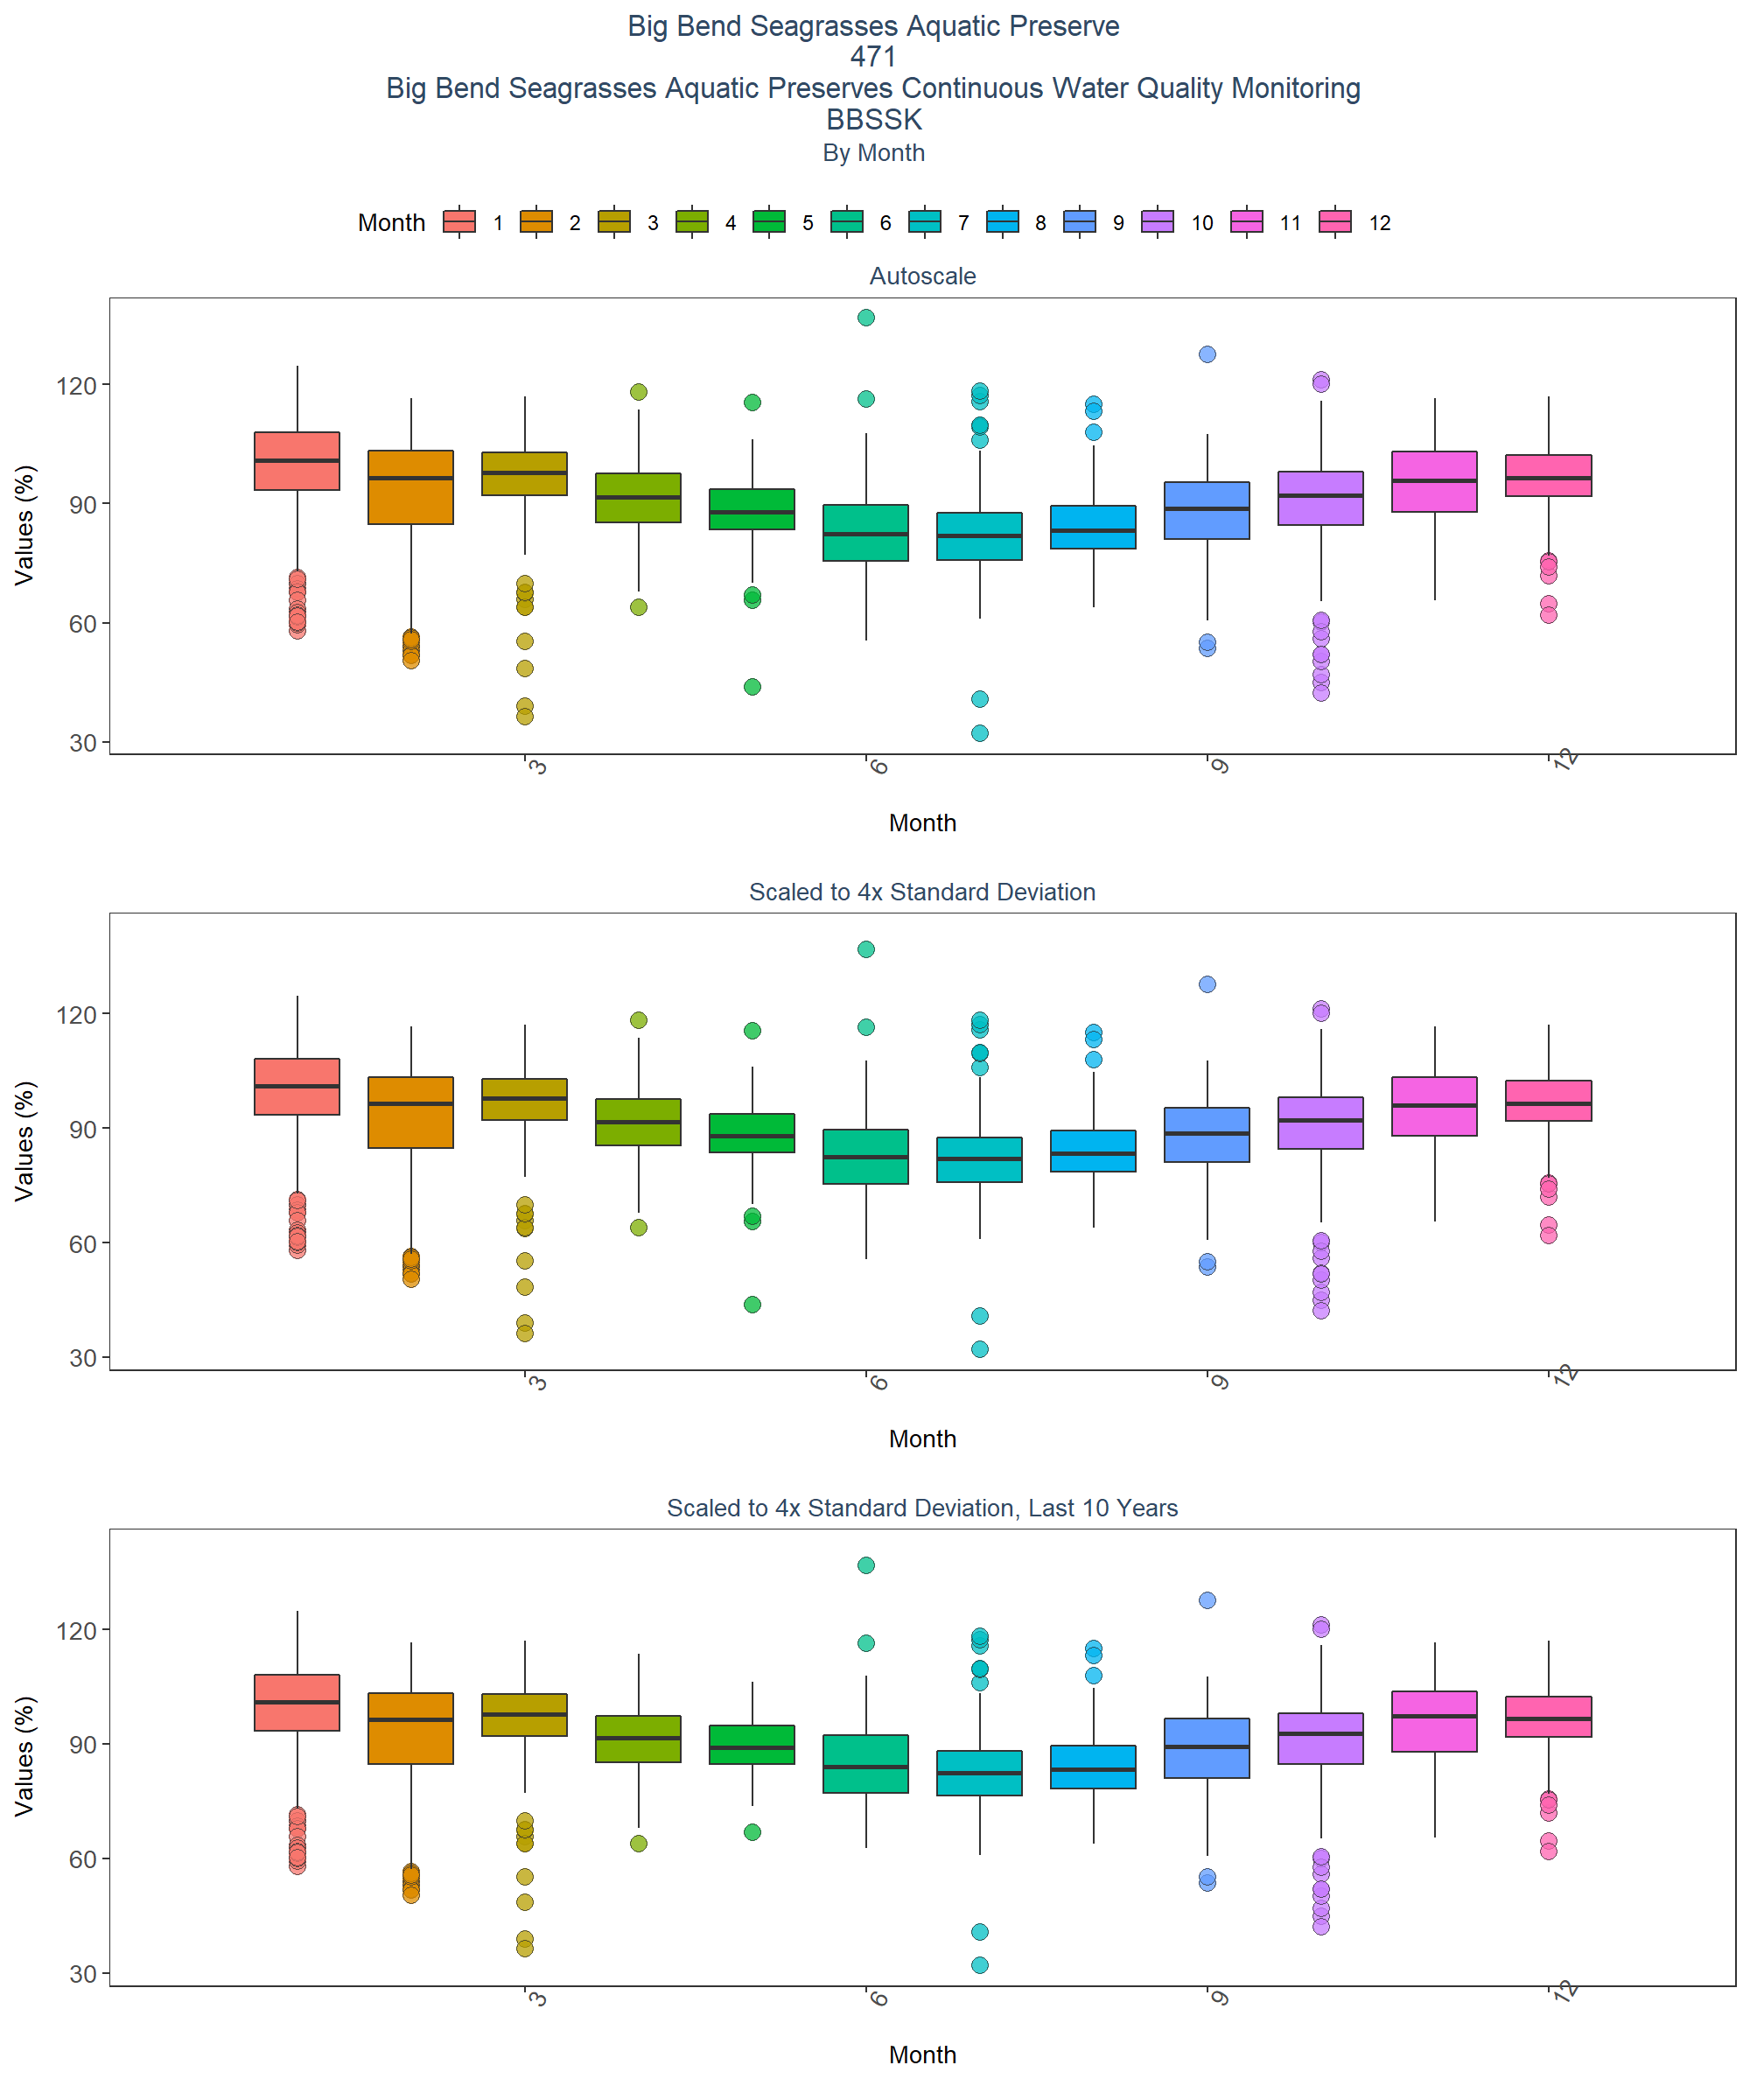 Big Bend Seagrasses Aquatic Preserve
471
Big Bend Seagrasses Aquatic Preserves Continuous Water Quality Monitoring
BBSSK
By Month
Month 1 2 3 4 5 6 7 8 9 10 11 12
Autoscale
Values (%)
120
90
60
30
3 6 9 12
Month
Scaled to 4x Standard Deviation
Values (%)
120
90
60
30
3 6 9 12
Month
Scaled to 4x Standard Deviation, Last 10 Years
Values (%)
120
90
60
30
3 6 9 12
Month